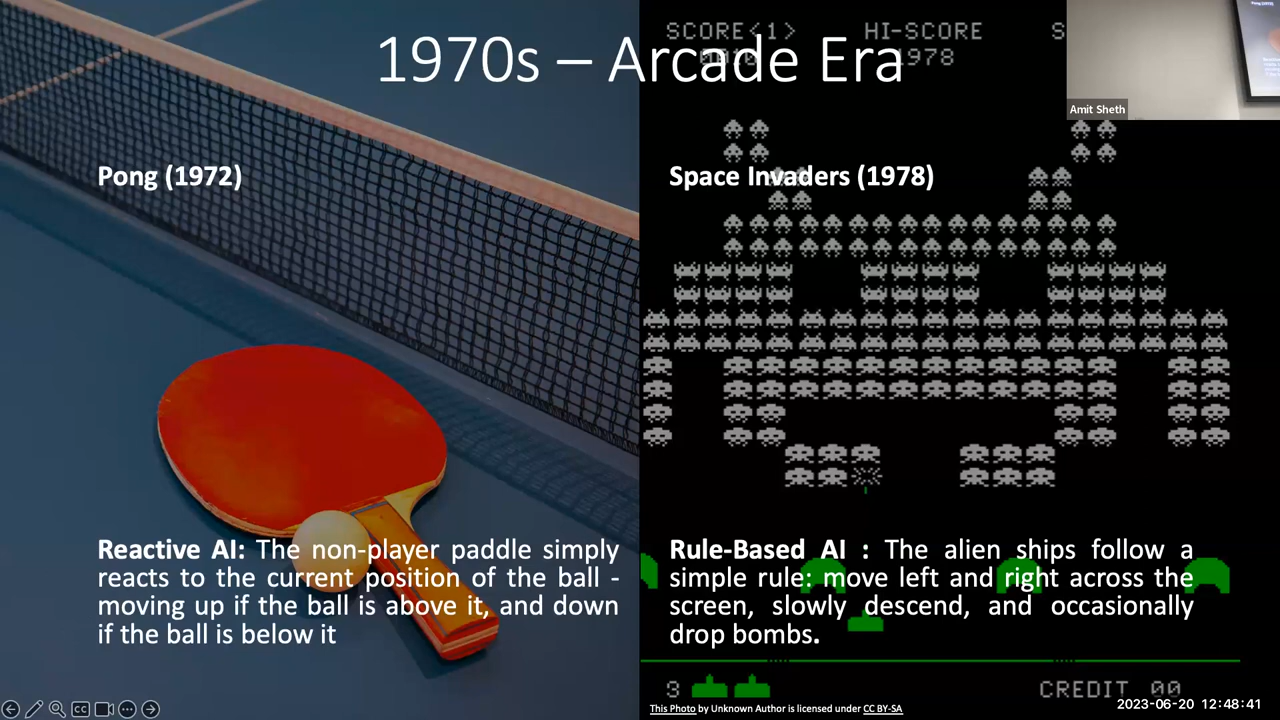 SCORE<1> HI-SCORE S
1978
1970s – Arcade Era
Amit Sheth
Pong (1972)
Space Invaders (1978)
Reactive AI: The non-player paddle simply
reacts to the current position of the ball -
moving up if the ball is above it, and down
if the ball is below it
Rule-Based AI : The alien ships follow a
simple rule: move left and right across the
screen, slowly descend, and occasionally
drop bombs.
3
CREDIT 00
This Photo by Unknown Author is licensed under CC BY-SA
CC
2023-06-20 12:48:41